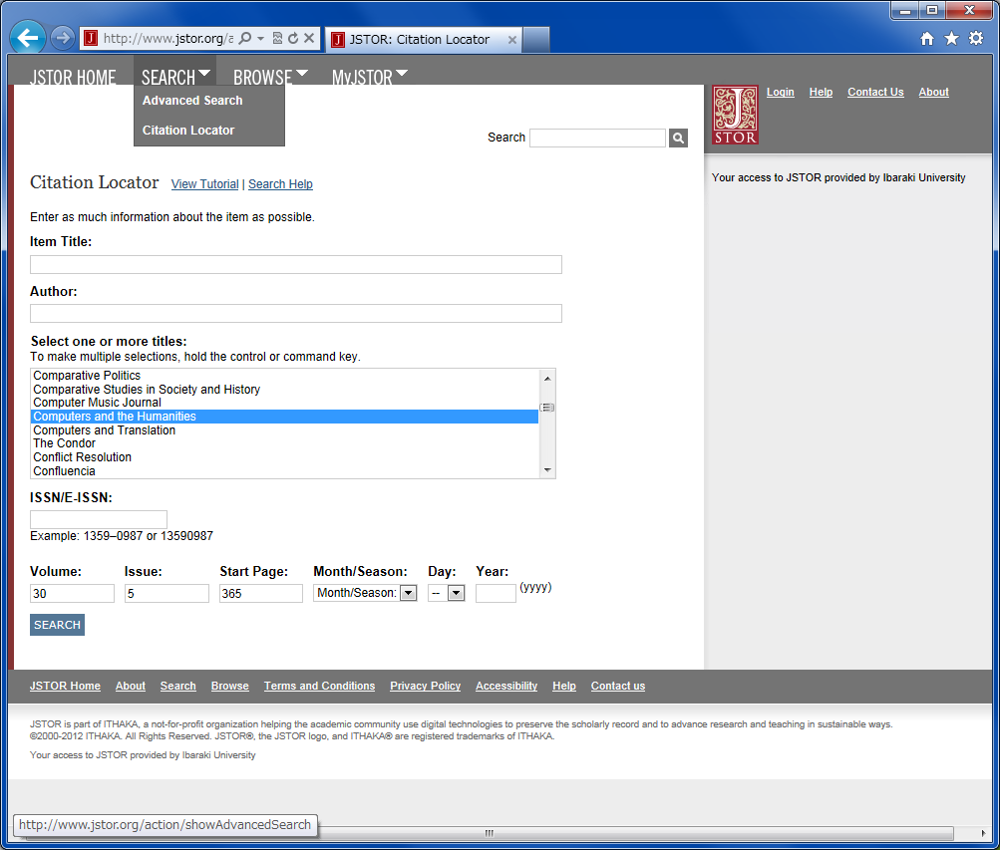 http://www.jstor.org/a
JSTOR: Citation Locator
JSTOR HOME SEARCH BROWSE MyJSTOR
Advanced Search
Citation Locator
Login Help Contact Us About
J
STOR
Search
Your access to JSTOR provided by Ibaraki University
Citation Locator View Tutorial | Search Help
Enter as much information about the item as possible.
Item Title:
Author:
Select one or more titles:
To make multiple selections, hold the control or command key.
Comparative Politics
Comparative Studies in Society and History
Computer Music Journal
Computers and the Humanities
Computers and Translation
The Condor
Conflict Resolution
Confluencia
ISSN/E-ISSN:
Example: 1359–0987 or 13590987
Volume: Issue: Start Page: Month/Season: Day: Year:
30 5 365 Month/Season: -- (yyyy)
SEARCH
JSTOR Home About Search Browse Terms and Conditions Privacy Policy Accessibility Help Contact us
JSTOR is part of ITHAKA, a not-for-profit organization helping the academic community use digital technologies to preserve the scholarly record and to advance research and teaching in sustainable ways.
©2000-2012 ITHAKA. All Rights Reserved. JSTOR®, the JSTOR logo, and ITHAKA® are registered trademarks of ITHAKA.
Your access to JSTOR provided by Ibaraki University
http://www.jstor.org/action/showAdvancedSearch